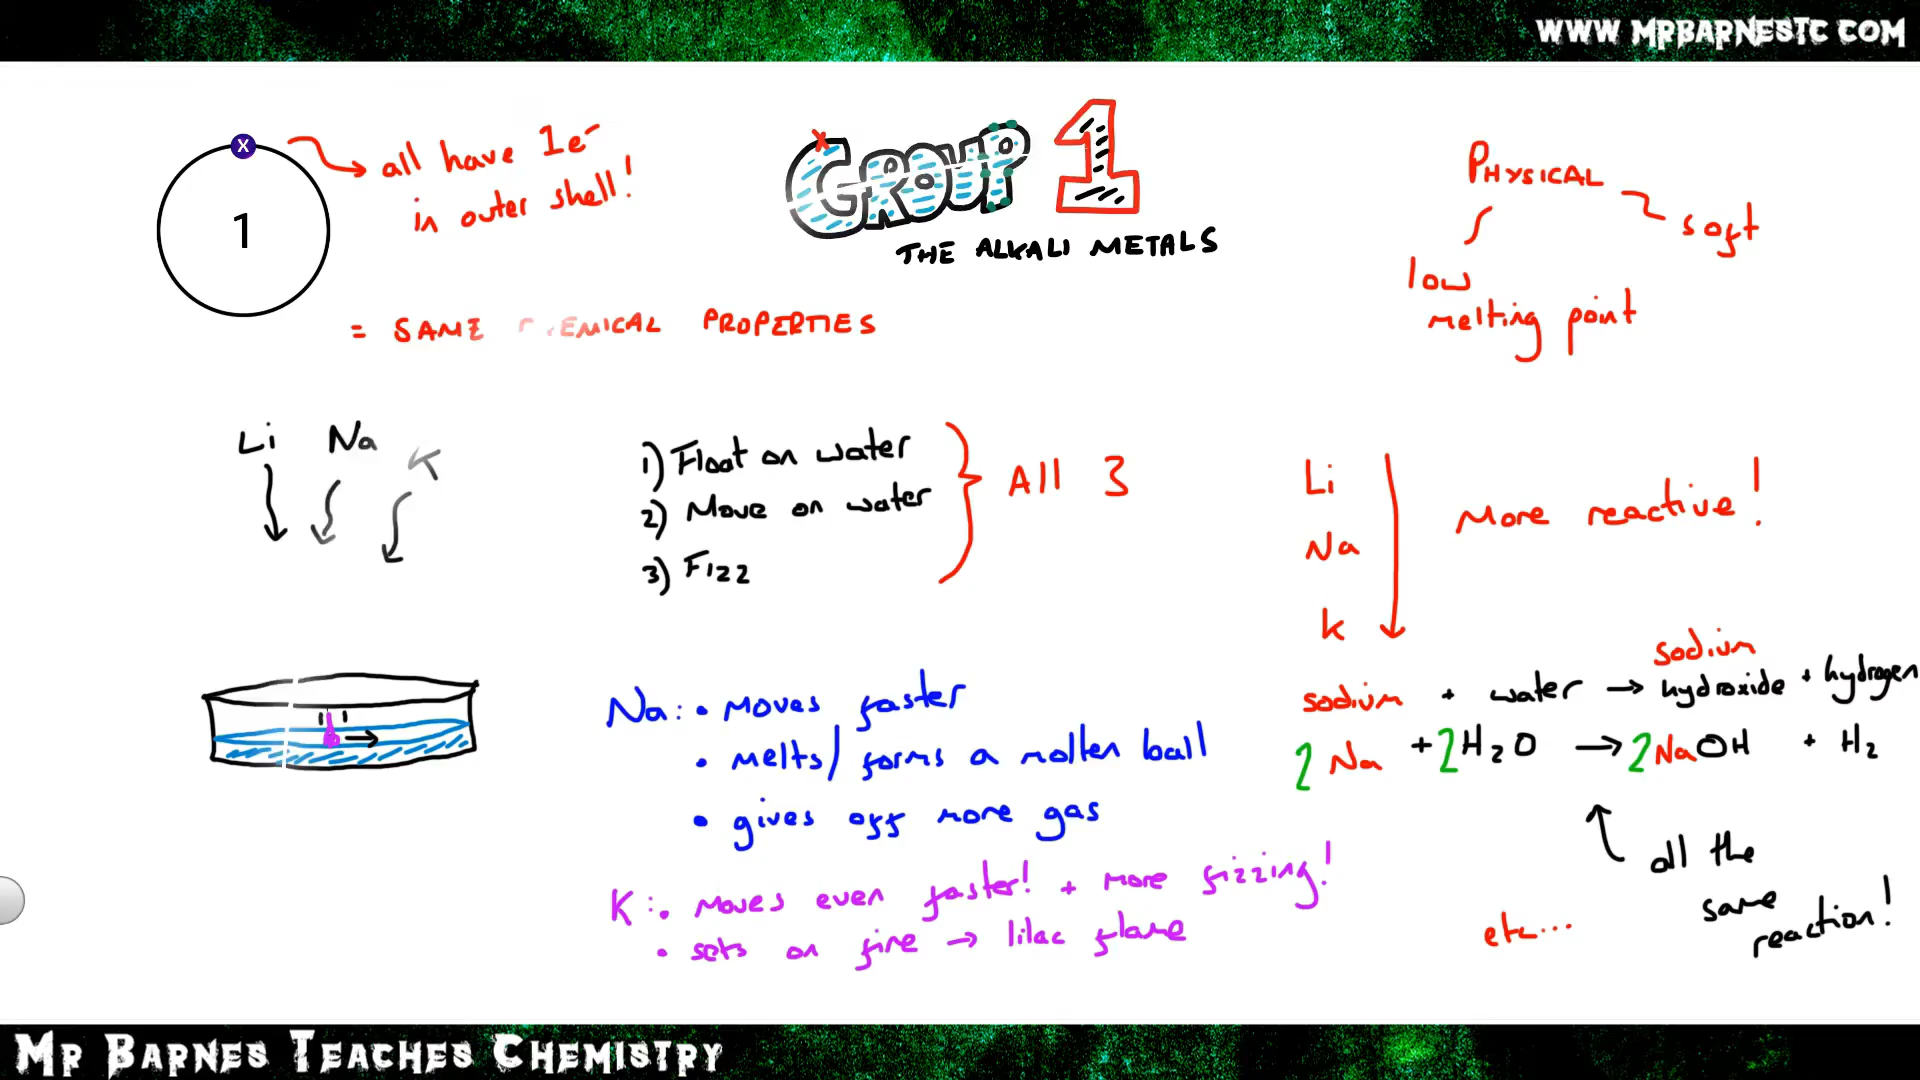 WWW MRBARNESTC COM
X
1
all have 1e-
in outer shell!
= SAME CHEMICAL PROPERTIES
GROUP 1
THE ALKALI METALS
PHYSICAL
soft
low
melting point
Li Na K
1) Float on water
2) Move on water
3) Fizz
All 3
Li
Na
K
More reactive!
Na: • moves faster
• melts/ forms a molten ball
• gives off more gas
K: • moves even faster! + more fizzing!
• sets on fire → lilac flame
sodium + water → sodium hydroxide + hydrogen
2Na + 2H₂O → 2NaOH + H₂
all the
same
reaction!
etc...
MR BARNES TEACHES CHEMISTRY